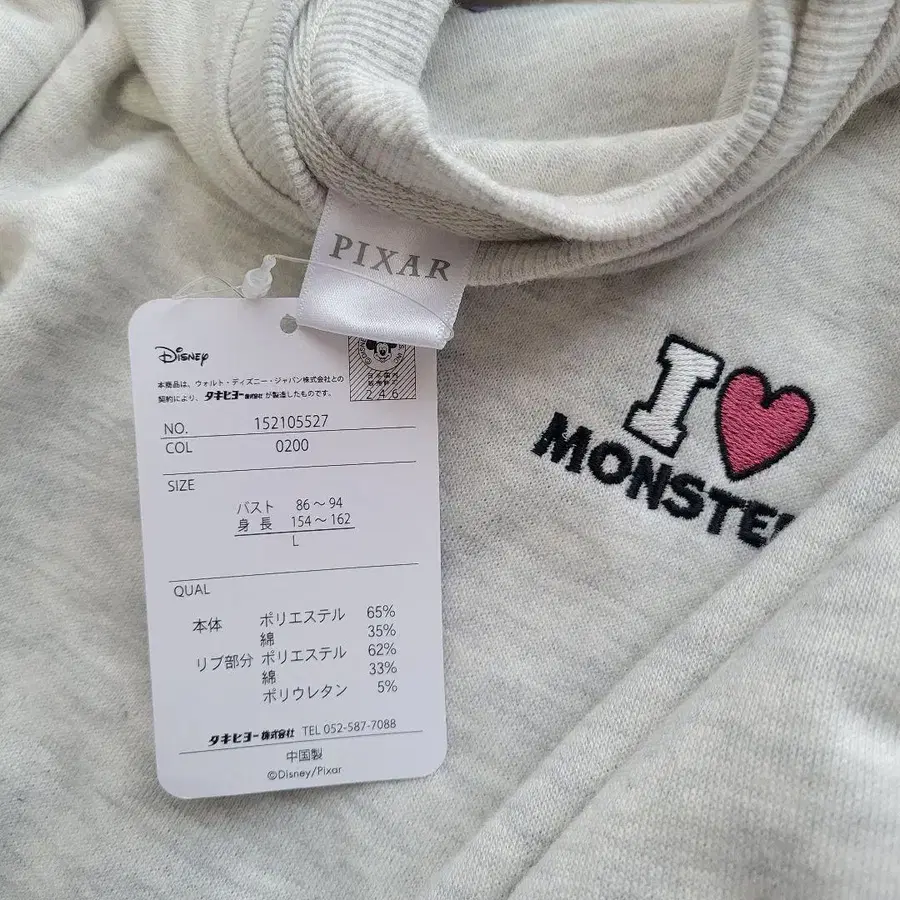 PIXAR
Disney
本商品は、ウォルト・ディズニー・ジャパン株式会社との
契約により、タキヒヨー株式会社が製造したものです。
246
NO. 152105527
COL 0200
SIZE
バスト 86～94
身長 154～162
L
QUAL
本体 ポリエステル 65%
綿 35%
リブ部分 ポリエステル 62%
綿 33%
ポリウレタン 5%
タキヒヨー株式会社 TEL 052-587-7088
中国製
©Disney/Pixar
I
MONSTE